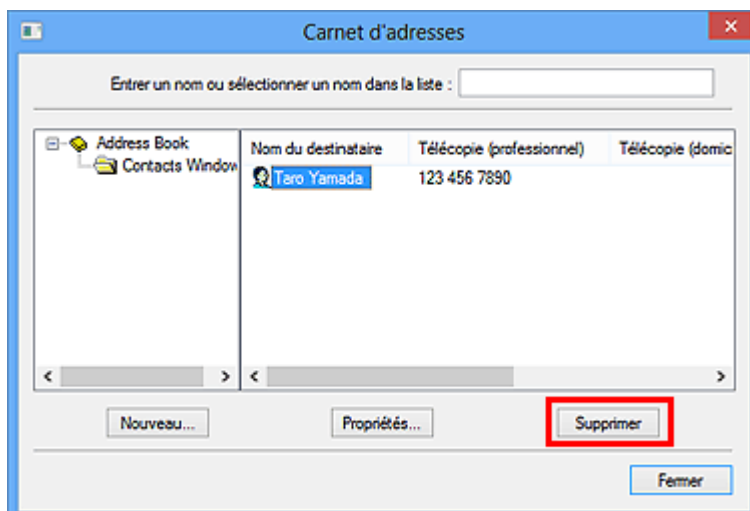 Carnet d'adresses
Entrer un nom ou sélectionner un nom dans la liste :
Address Book
Contacts Window
Nom du destinataire Télécopie (professionnel) Télécopie (domic
Taro Yamada 123 456 7890
Nouveau... Propriétés... Supprimer
Fermer